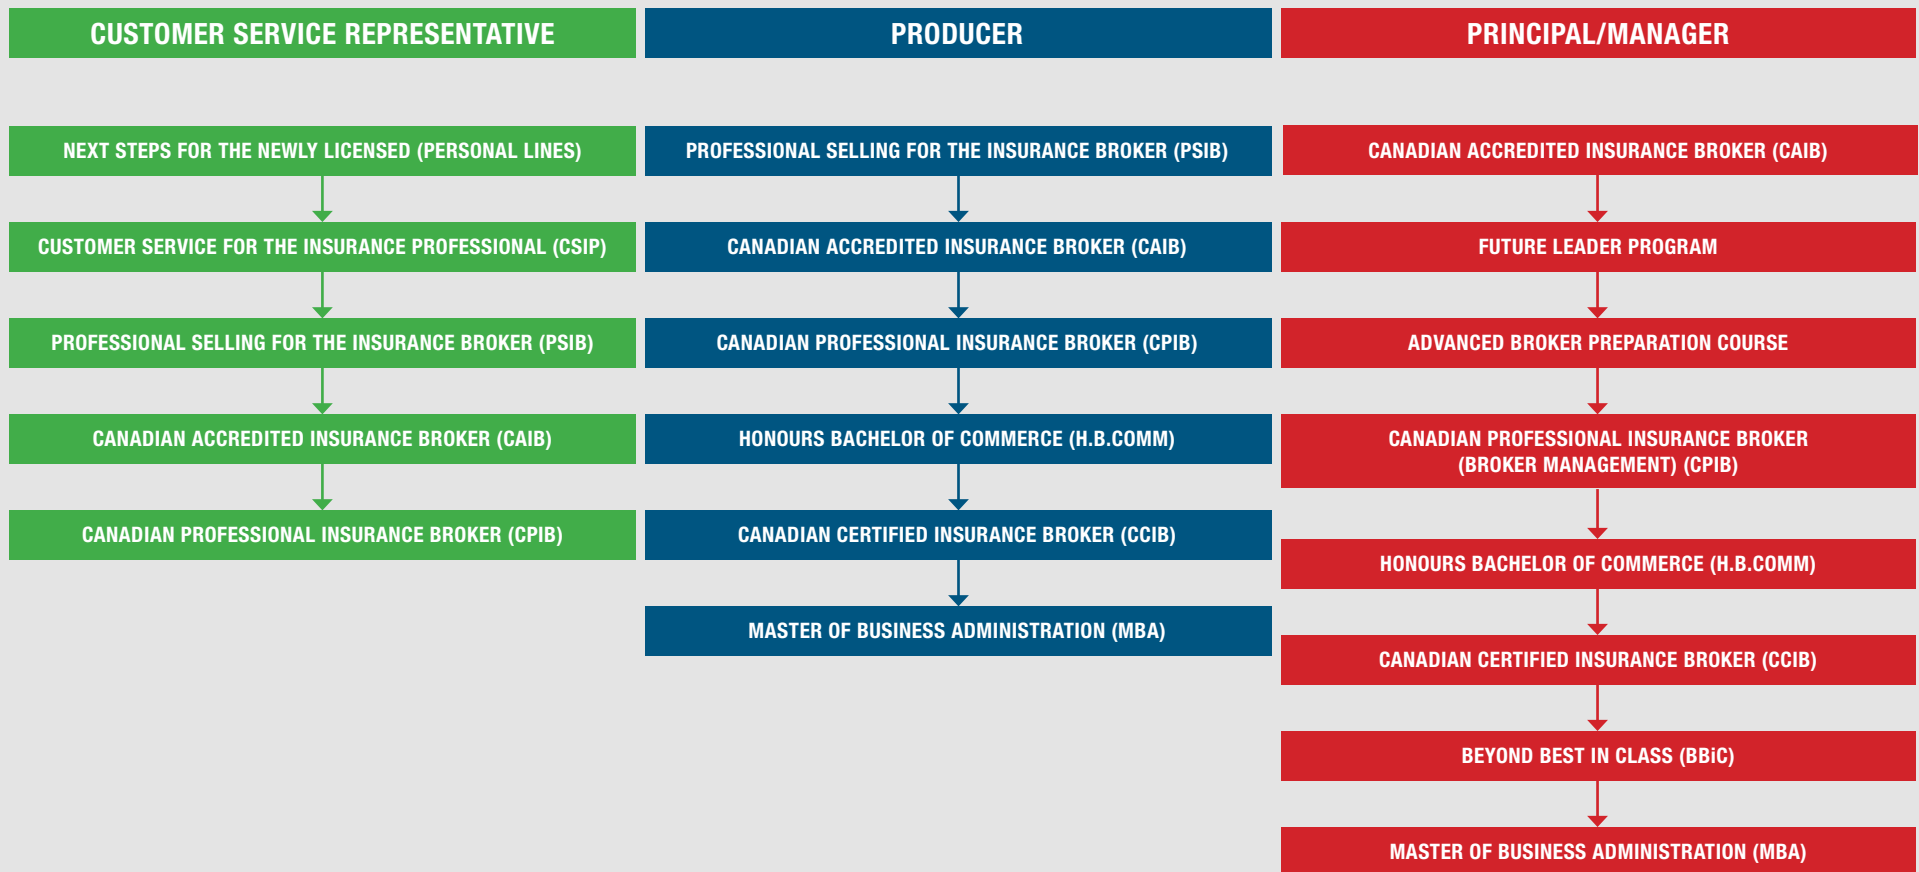 CUSTOMER SERVICE REPRESENTATIVE
NEXT STEPS FOR THE NEWLY LICENSED (PERSONAL LINES)
CUSTOMER SERVICE FOR THE INSURANCE PROFESSIONAL (CSIP)
PROFESSIONAL SELLING FOR THE INSURANCE BROKER (PSIB)
CANADIAN ACCREDITED INSURANCE BROKER (CAIB)
CANADIAN PROFESSIONAL INSURANCE BROKER (CPIB)
PRODUCER
PROFESSIONAL SELLING FOR THE INSURANCE BROKER (PSIB)
CANADIAN ACCREDITED INSURANCE BROKER (CAIB)
CANADIAN PROFESSIONAL INSURANCE BROKER (CPIB)
HONOURS BACHELOR OF COMMERCE (H.B.COMM)
CANADIAN CERTIFIED INSURANCE BROKER (CCIB)
MASTER OF BUSINESS ADMINISTRATION (MBA)
PRINCIPAL/MANAGER
CANADIAN ACCREDITED INSURANCE BROKER (CAIB)
FUTURE LEADER PROGRAM
ADVANCED BROKER PREPARATION COURSE
CANADIAN PROFESSIONAL INSURANCE BROKER
(BROKER MANAGEMENT) (CPIB)
HONOURS BACHELOR OF COMMERCE (H.B.COMM)
CANADIAN CERTIFIED INSURANCE BROKER (CCIB)
BEYOND BEST IN CLASS (BBiC)
MASTER OF BUSINESS ADMINISTRATION (MBA)